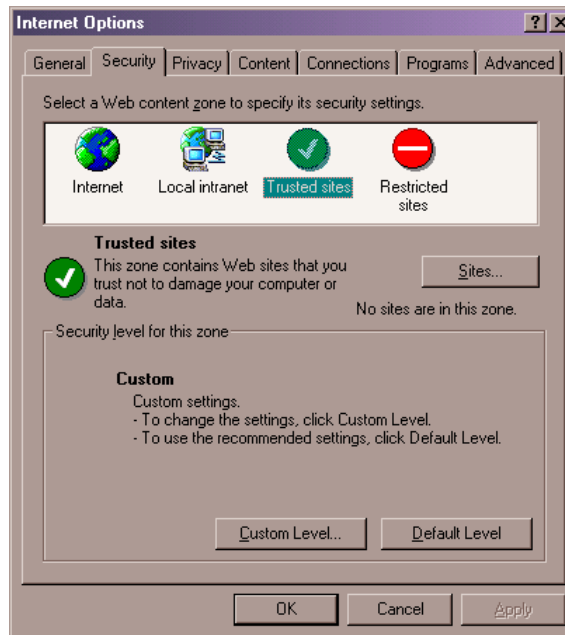 Internet Options
General Security Privacy Content Connections Programs Advanced
Select a Web content zone to specify its security settings.
Internet Local intranet Trusted sites Restricted
sites
Trusted sites
This zone contains Web sites that you
trust not to damage your computer or
data.
Sites...
No sites are in this zone.
Security level for this zone
Custom
Custom settings.
- To change the settings, click Custom Level.
- To use the recommended settings, click Default Level.
Custom Level... Default Level
OK Cancel Apply